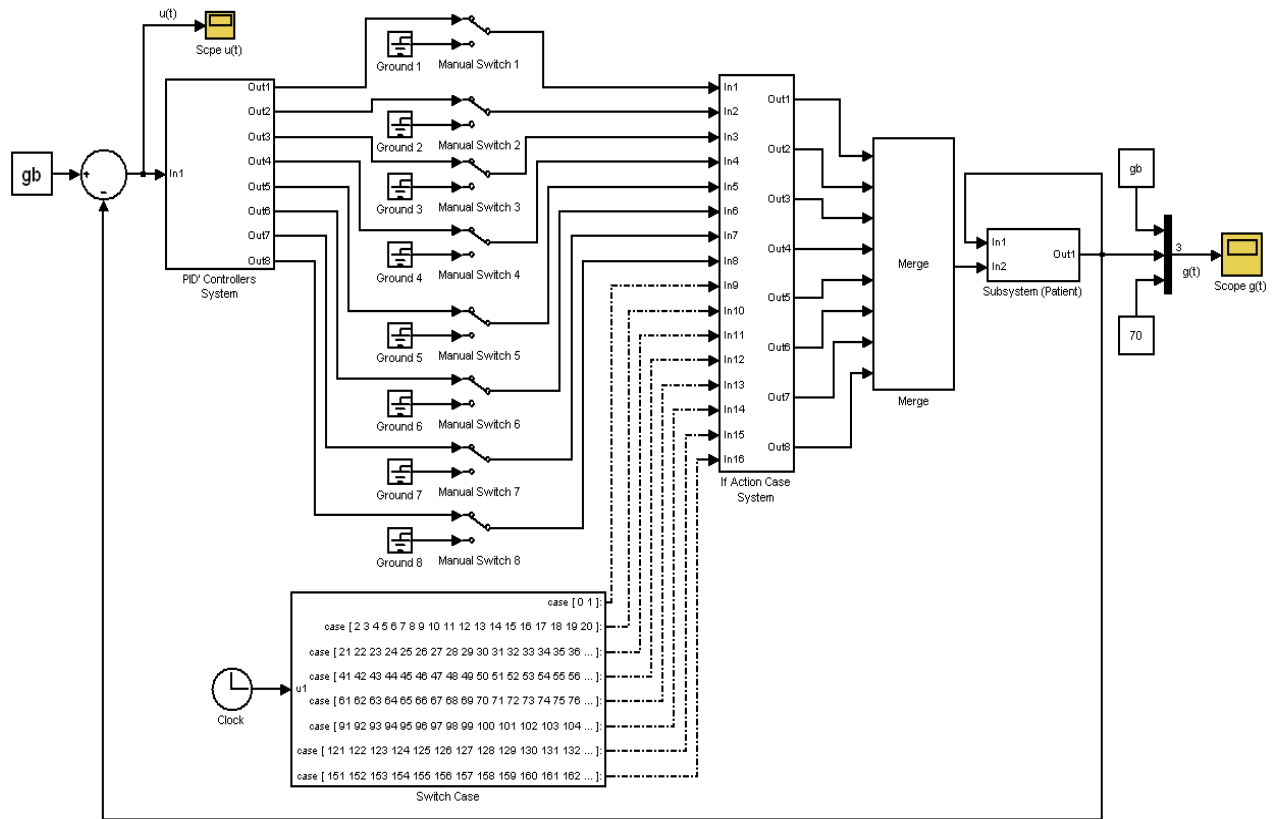 u(t)
Scpe u(t)
gb
+
-
In1
Out1
Out2
Out3
Out4
Out5
Out6
Out7
Out8
PID' Controllers
System
Ground 1
Manual Switch 1
Ground 2
Manual Switch 2
Ground 3
Manual Switch 3
Ground 4
Manual Switch 4
Ground 5
Manual Switch 5
Ground 6
Manual Switch 6
Ground 7
Manual Switch 7
Ground 8
Manual Switch 8
In1
In2
In3
In4
In5
In6
In7
In8
In9
In10
In11
In12
In13
In14
In15
In16
Out1
Out2
Out3
Out4
Out5
Out6
Out7
Out8
If Action Case
System
Merge
Merge
In1
In2
Out1
Subsystem (Patient)
gb
70
3
g(t)
Scope g(t)
Clock
u1
case [ 0 1 ]:
case [ 2 3 4 5 6 7 8 9 10 11 12 13 14 15 16 17 18 19 20 ]:
case [ 21 22 23 24 25 26 27 28 29 30 31 32 33 34 35 36 ... ]:
case [ 41 42 43 44 45 46 47 48 49 50 51 52 53 54 55 56 ... ]:
case [ 61 62 63 64 65 66 67 68 69 70 71 72 73 74 75 76 ... ]:
case [ 91 92 93 94 95 96 97 98 99 100 101 102 103 104 ... ]:
case [ 121 122 123 124 125 126 127 128 129 130 131 132 ... ]:
case [ 151 152 153 154 155 156 157 158 159 160 161 162 ... ]:
Switch Case